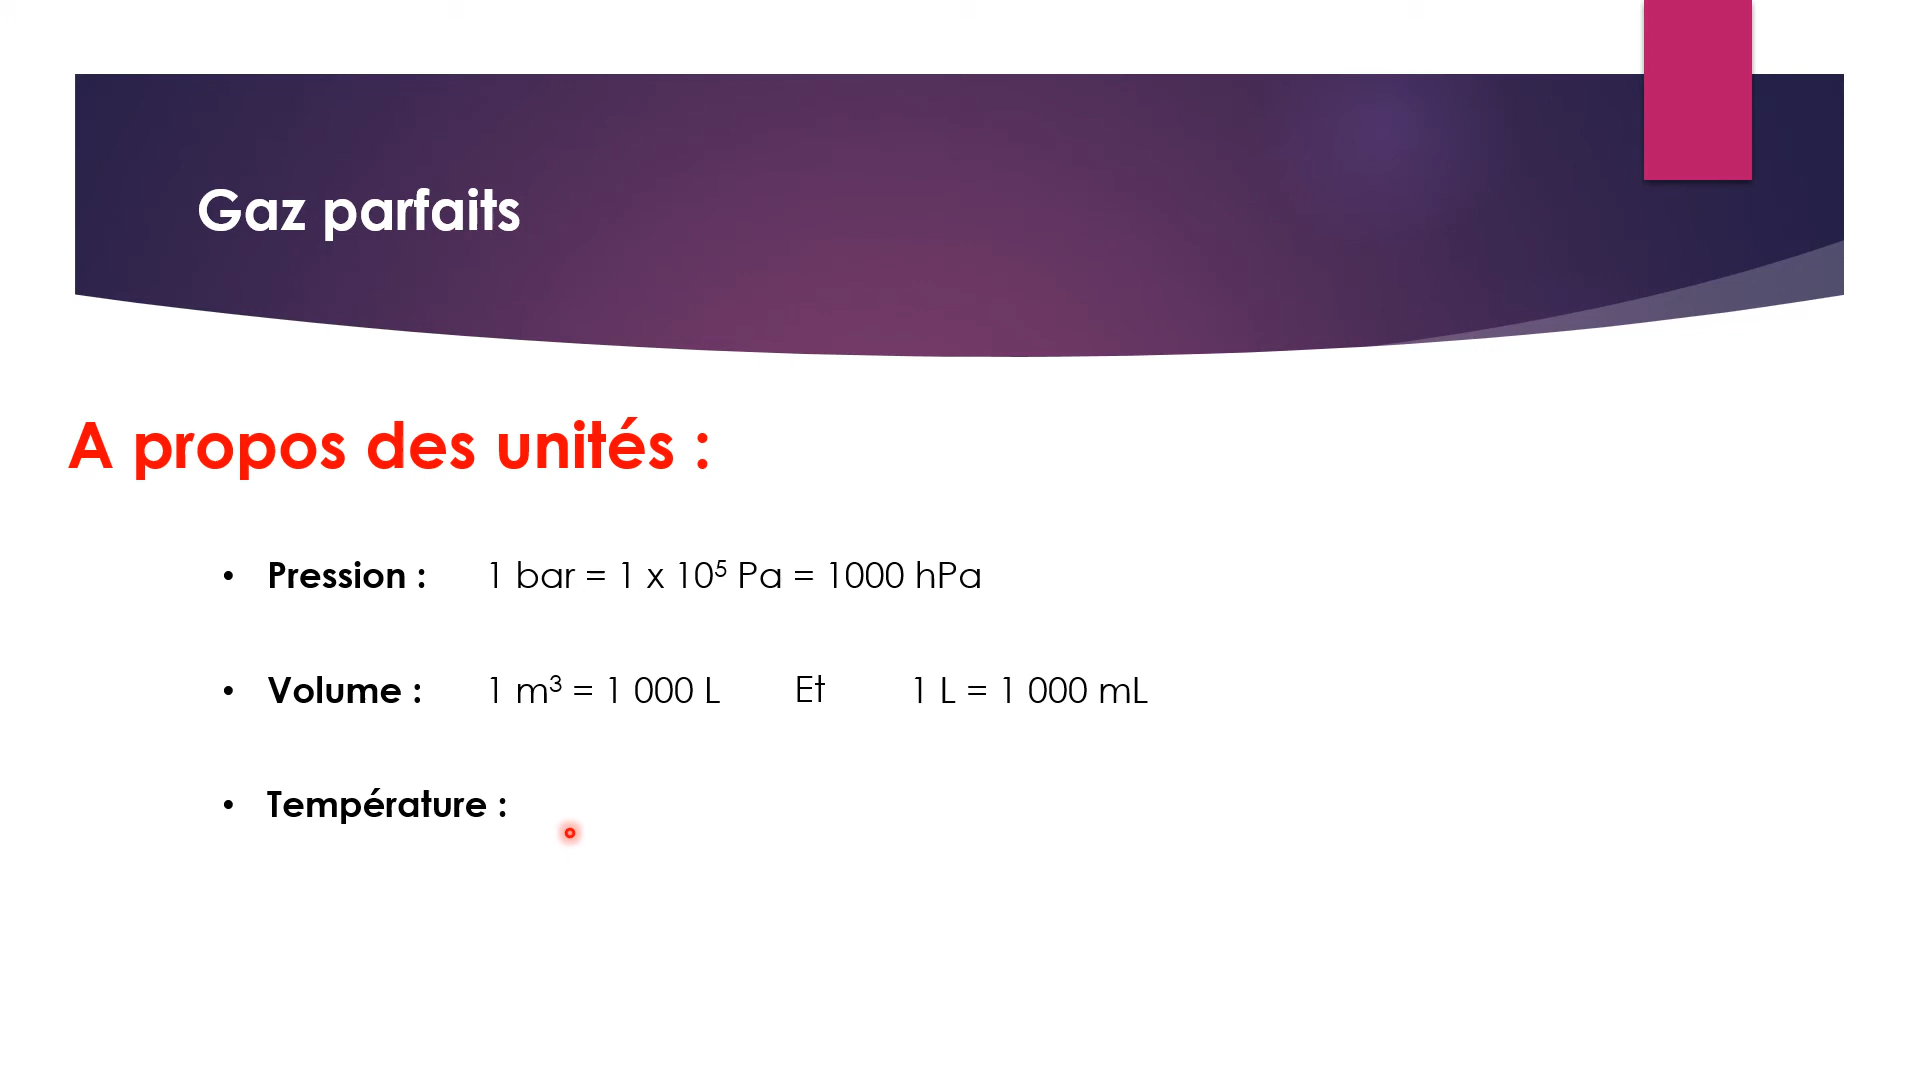 Gaz parfaits
A propos des unités :
• Pression : 1 bar = 1 x 10⁵ Pa = 1000 hPa
• Volume : 1 m³ = 1 000 L Et 1 L = 1 000 mL
• Température :